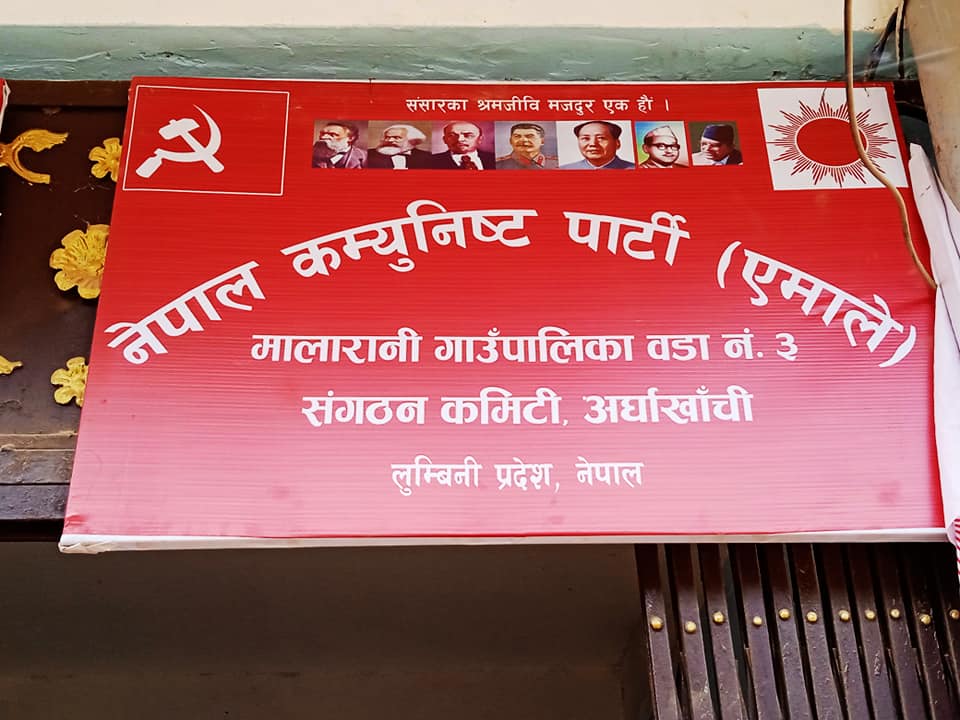 संसारका श्रमजीवि मजदुर एक हौं ।
नेपाल कम्युनिष्ट पार्टी (एमाले)
मालारानी गाउँपालिका वडा नं. ३
संगठन कमिटी, अर्घाखाँची
लुम्बिनी प्रदेश, नेपाल